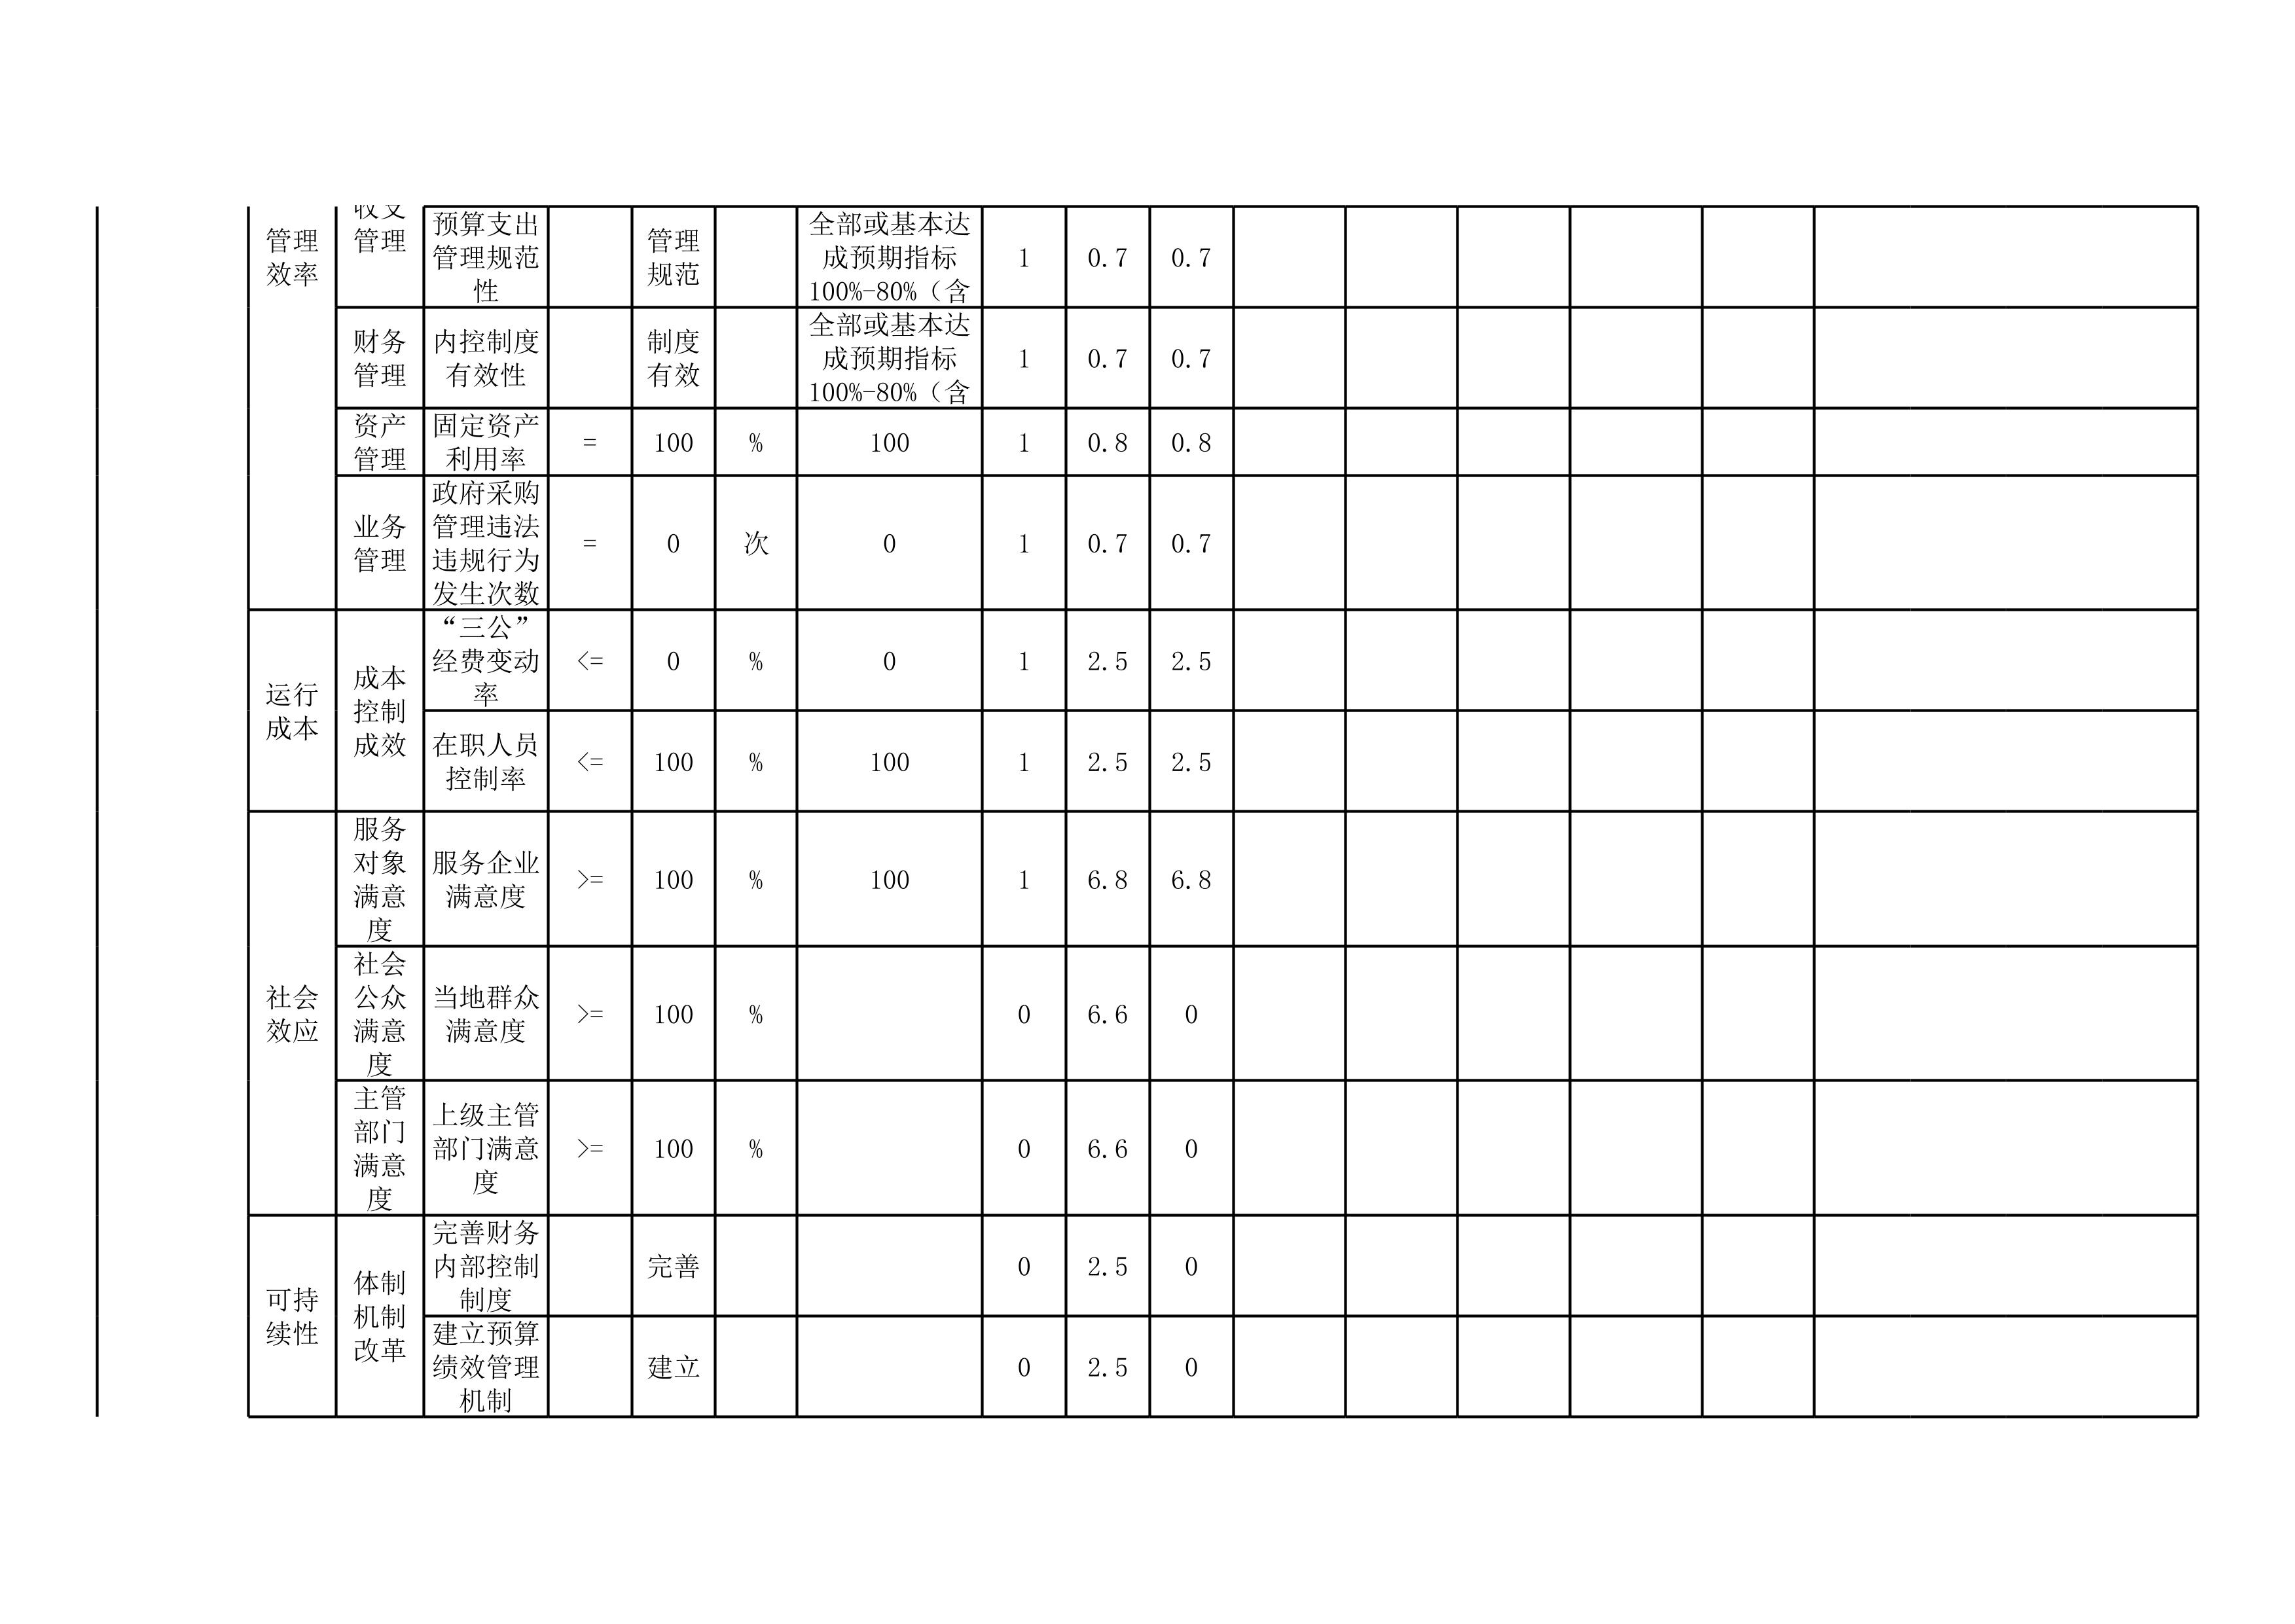 管理
效率
收支
管理
预算支出
管理规范
性
管理
规范
全部或基本达
成预期指标
100%-80%（含
1
0.7
0.7
财务
管理
内控制度
有效性
制度
有效
全部或基本达
成预期指标
100%-80%（含
1
0.7
0.7
资产
管理
固定资产
利用率
=
100
%
100
1
0.8
0.8
业务
管理
政府采购
管理违法
违规行为
发生次数
=
0
次
0
1
0.7
0.7
运行
成本
成本
控制
成效
“三公”
经费变动
率
<=
0
%
0
1
2.5
2.5
在职人员
控制率
<=
100
%
100
1
2.5
2.5
社会
效应
服务
对象
满意
度
服务企业
满意度
>=
100
%
100
1
6.8
6.8
社会
公众
满意
度
当地群众
满意度
>=
100
%
0
6.6
0
主管
部门
满意
度
上级主管
部门满意
度
>=
100
%
0
6.6
0
可持
续性
体制
机制
改革
完善财务
内部控制
制度
完善
0
2.5
0
建立预算
绩效管理
机制
建立
0
2.5
0